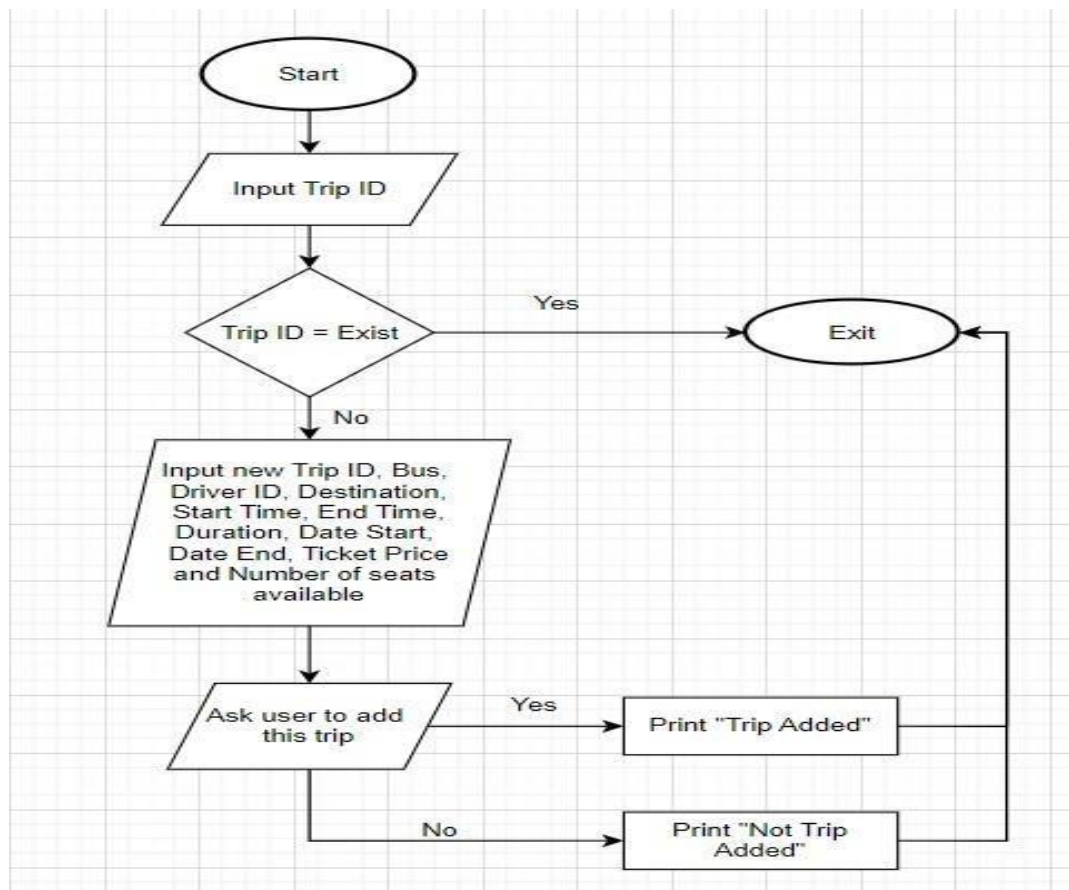 Start
Input Trip ID
Trip ID = Exist
Yes
Exit
No
Input new Trip ID, Bus,
Driver ID, Destination,
Start Time, End Time,
Duration, Date Start,
Date End, Ticket Price
and Number of seats
available
Ask user to add
this trip
Yes
Print "Trip Added"
No
Print "Not Trip
Added"